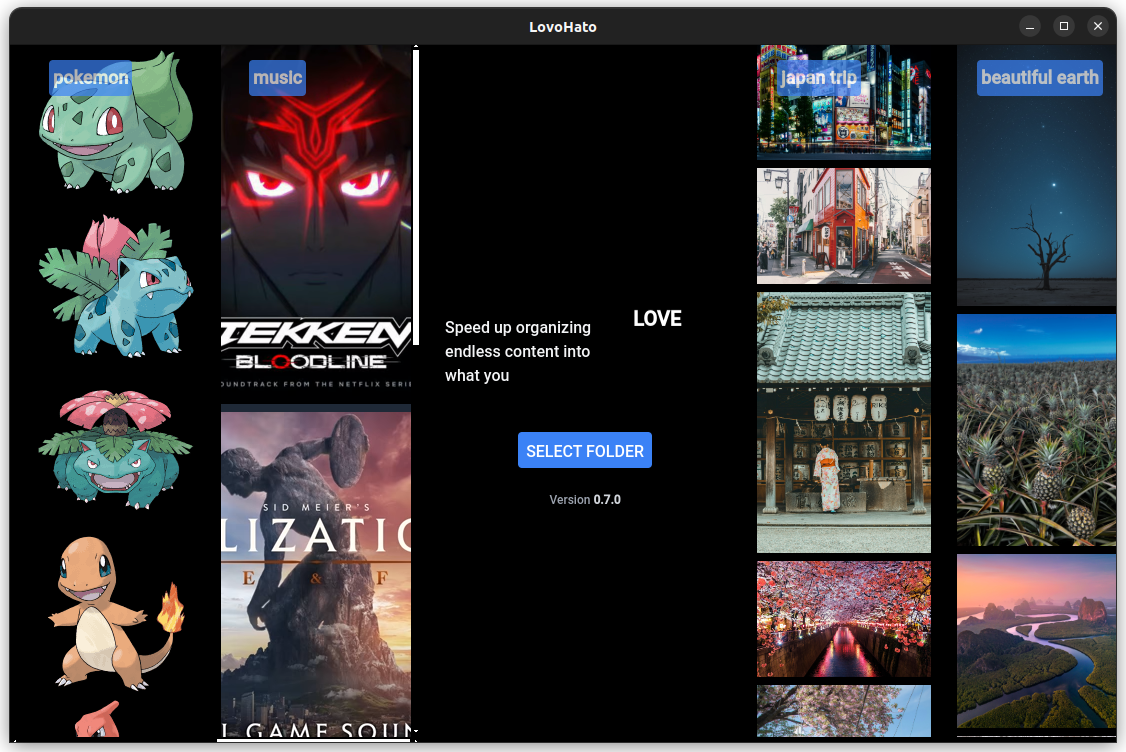 LovoHato
pokemon
music
TEKKEN
BLOODLINE
OUNDTRACK FROM THE NETFLIX SERIE
SID MEIER'S
LIZATIO
E & F
L GAME SOUN
Speed up organizing
endless content into
what you
LOVE
SELECT FOLDER
Version 0.7.0
japan trip
beautiful earth